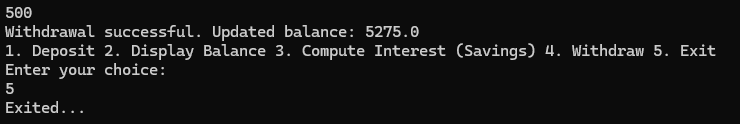 500
Withdrawal successful. Updated balance: 5275.0
1. Deposit 2. Display Balance 3. Compute Interest (Savings) 4. Withdraw 5. Exit
Enter your choice:
5
Exited...